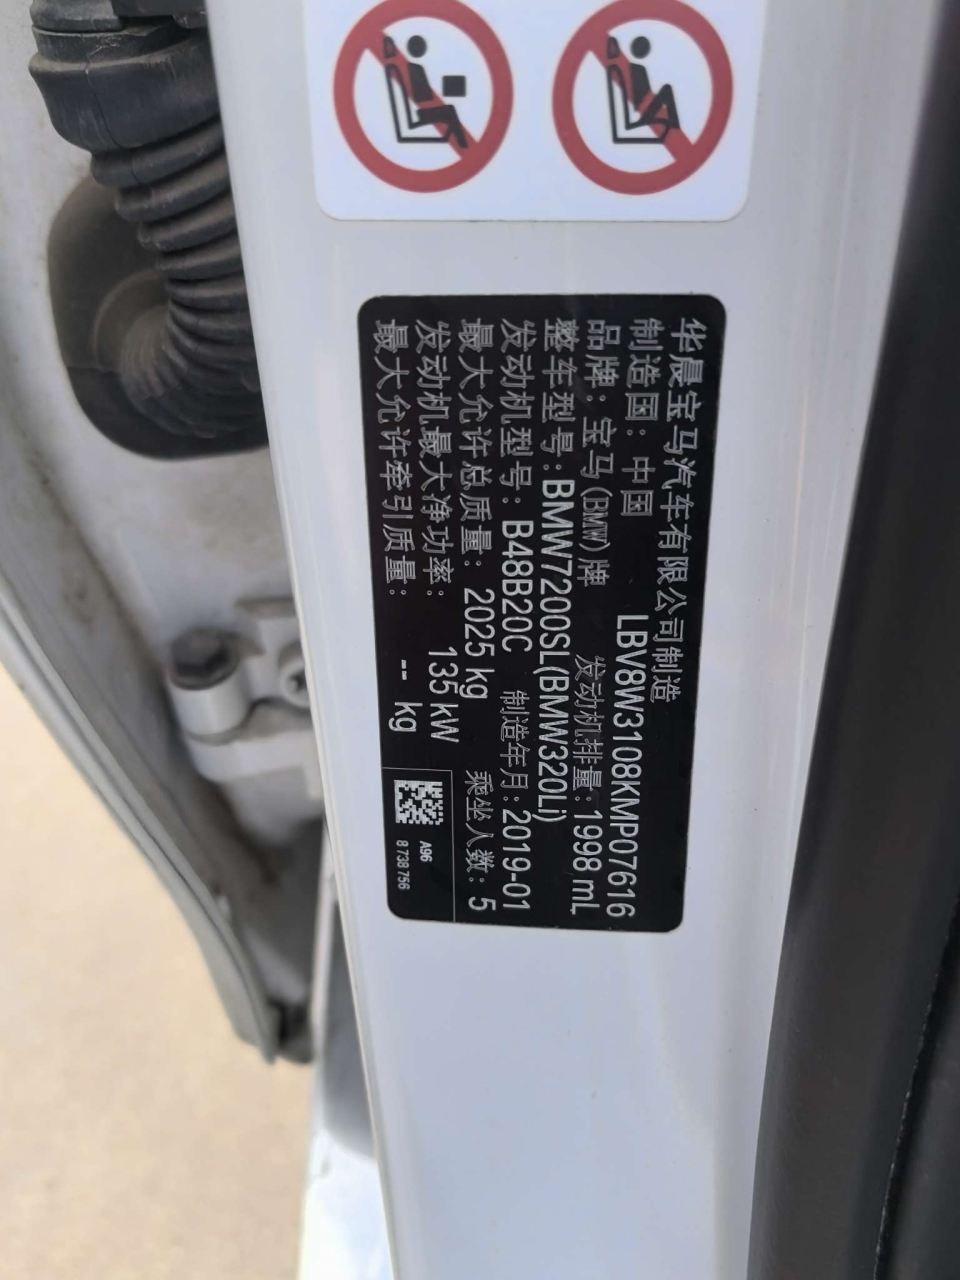 华晨宝马汽车有限公司制造
制造国：中国 LBV8W3108KMP07616
品牌：宝马(BMW)牌 发动机排量：1998 mL
整车型号：BMW7200SL(BMW320Li)
发动机型号：B48B20C 制造年月：2019-01
最大允许总质量：2025 kg 乘坐人数：5
发动机最大净功率：135 kW
最大允许牵引质量：-- kg
A96
8 738 756